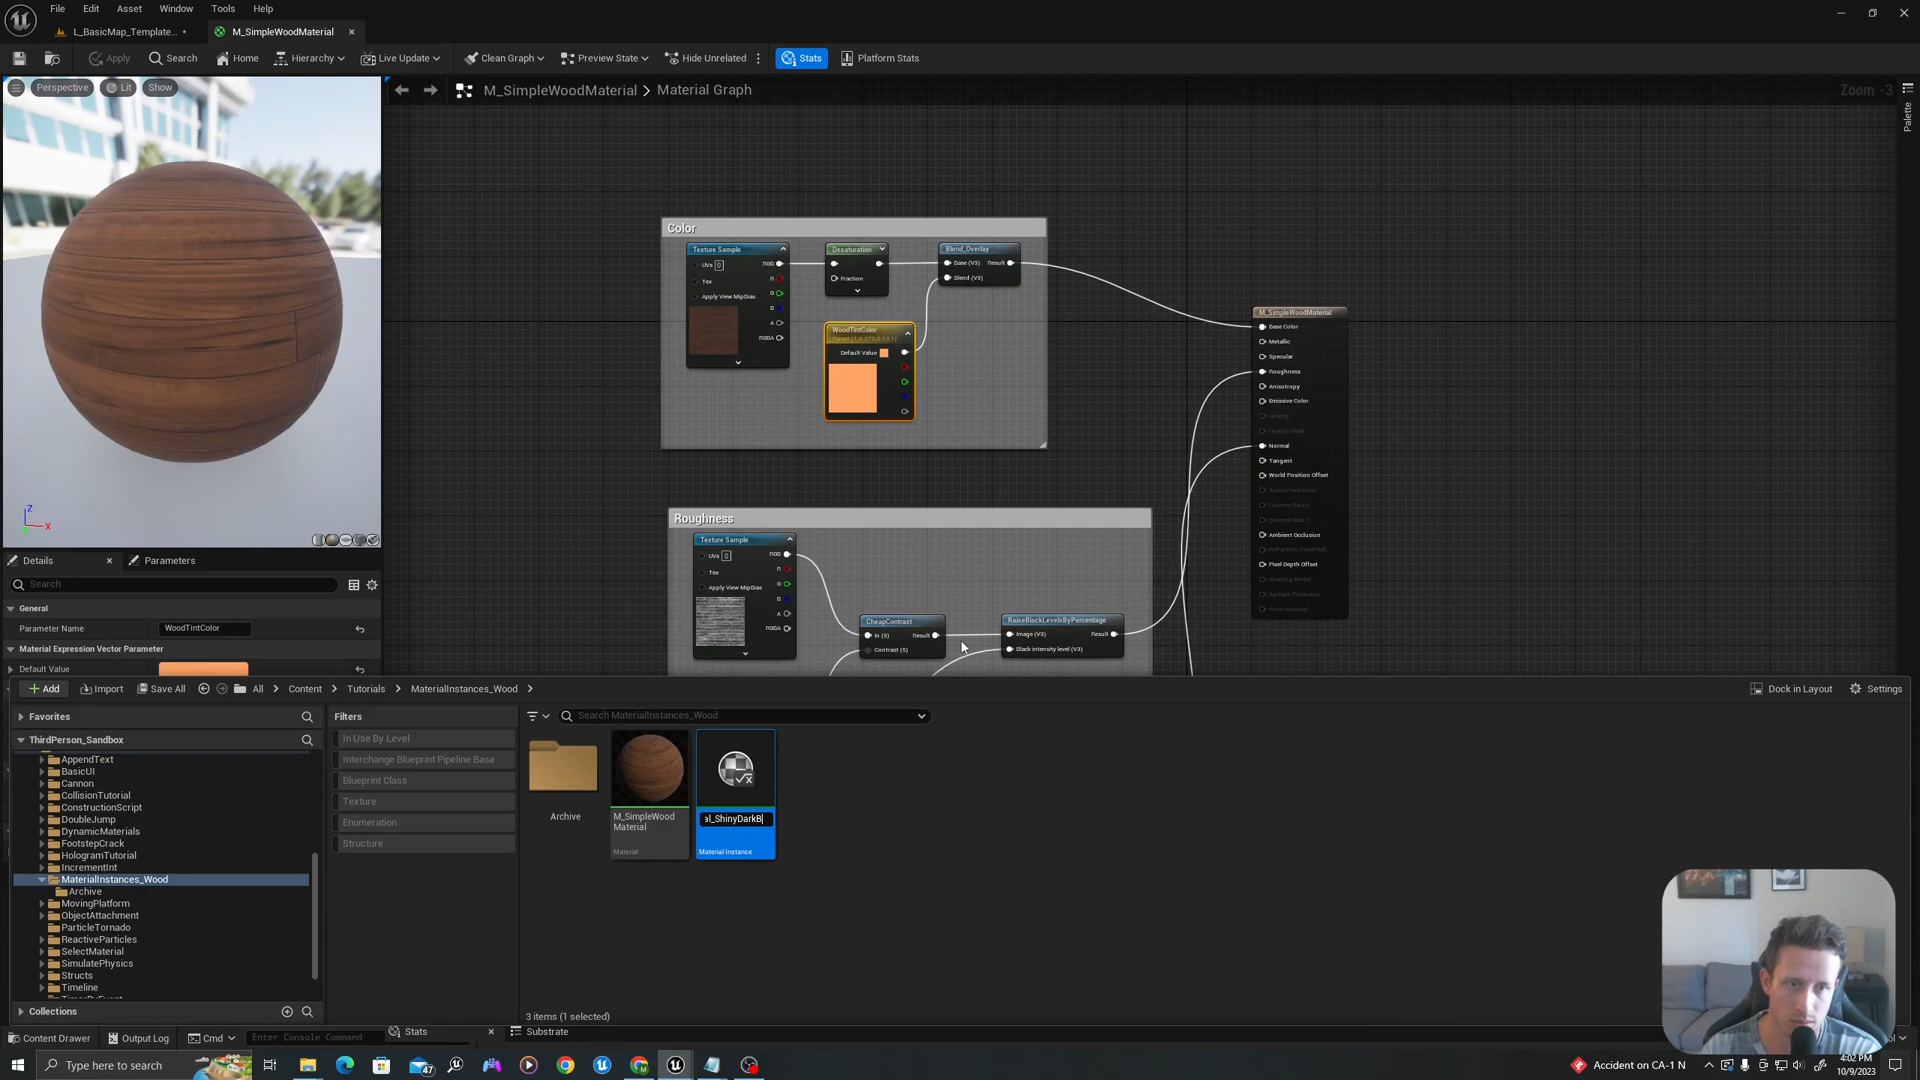 File Edit Asset Window Tools Help
L_BasicMap_Template... • M_SimpleWoodMaterial
Apply Search Home Hierarchy Live Update Clean Graph Preview State Hide Unrelated Stats Platform Stats
Perspective Lit Show
M_SimpleWoodMaterial > Material Graph
Zoom -3
Palette
Color
Texture Sample
UVs 0 RGB
Tex R
Apply View MipBias G
B
A
RGBA
Desaturation
Fraction
Blend_Overlay
Base (V3) Result
Blend (V3)
WoodTintColor
Default Value
M_SimpleWoodMaterial
Base Color
Metallic
Specular
Roughness
Anisotropy
Emissive Color
Opacity
Opacity Mask
Normal
Tangent
World Position Offset
Subsurface Color
Custom Data 0
Custom Data 1
Ambient Occlusion
Refraction (Disabled)
Pixel Depth Offset
Shading Model
Surface Thickness
Front Material
Roughness
Texture Sample
UVs 0 RGB
Tex R
Apply View MipBias G
B
A
RGBA
CheapContrast
In (S) Result
Contrast (S)
RaiseBlackLevelsByPercentage
Image (V3) Result
Black intensity level (V3)
Z
X
Details Parameters
Search
General
Parameter Name WoodTintColor
Material Expression Vector Parameter
Default Value
Add Import Save All All > Content > Tutorials > MaterialInstances_Wood >
Dock in Layout Settings
Favorites
ThirdPerson_Sandbox
AppendText
BasicUI
Cannon
CollisionTutorial
ConstructionScript
DoubleJump
DynamicMaterials
FootstepCrack
HologramTutorial
IncrementInt
MaterialInstances_Wood
Archive
MovingPlatform
ObjectAttachment
ParticleTornado
ReactiveParticles
SelectMaterial
SimulatePhysics
Structs
Timeline
TimerByEvent
Collections
Filters
In Use By Level
Interchange Blueprint Pipeline Base
Blueprint Class
Texture
Enumeration
Structure
Search MaterialInstances_Wood
Archive
M_SimpleWood
Material
Material
al_ShinyDarkB
Material Instance
3 items (1 selected)
Content Drawer Output Log Cmd Enter Console Command Stats Substrate
Type here to search
47
Accident on CA-1 N
4:02 PM
10/9/2023